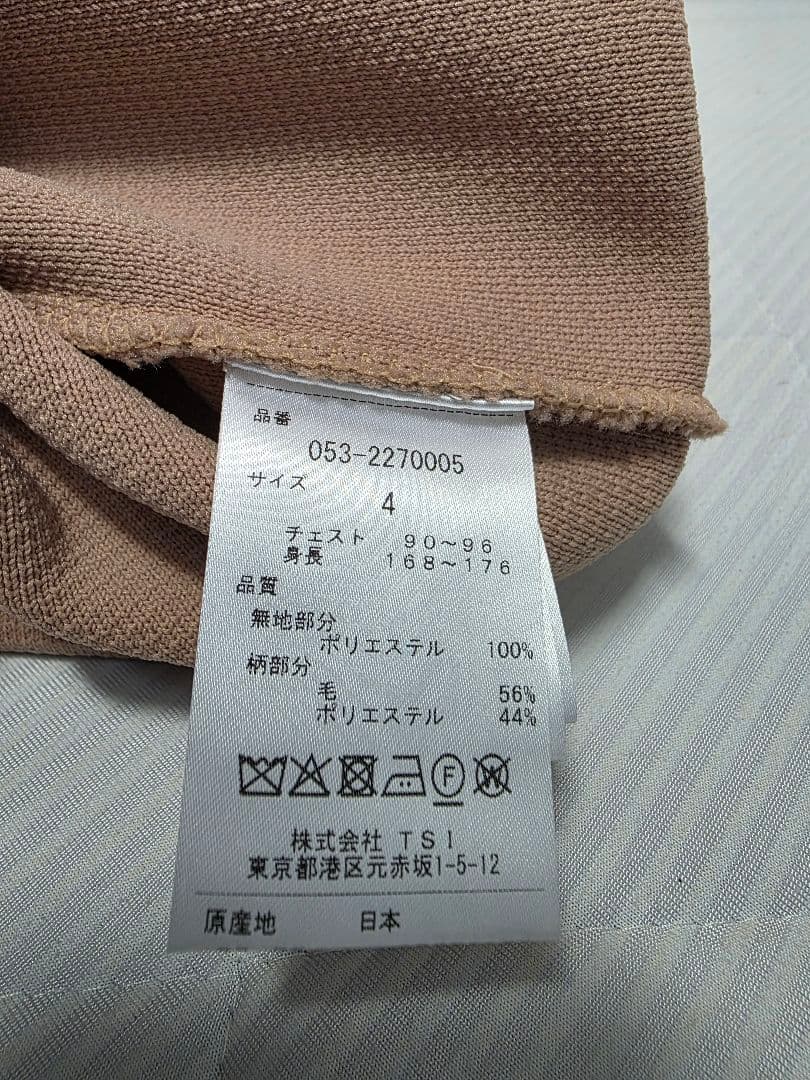 品番
053-2270005
サイズ
4
チェスト 90～96
身長 168～176
品質
無地部分
ポリエステル 100%
柄部分
毛 56%
ポリエステル 44%
F W
株式会社 TSI
東京都港区元赤坂1-5-12
原産地 日本